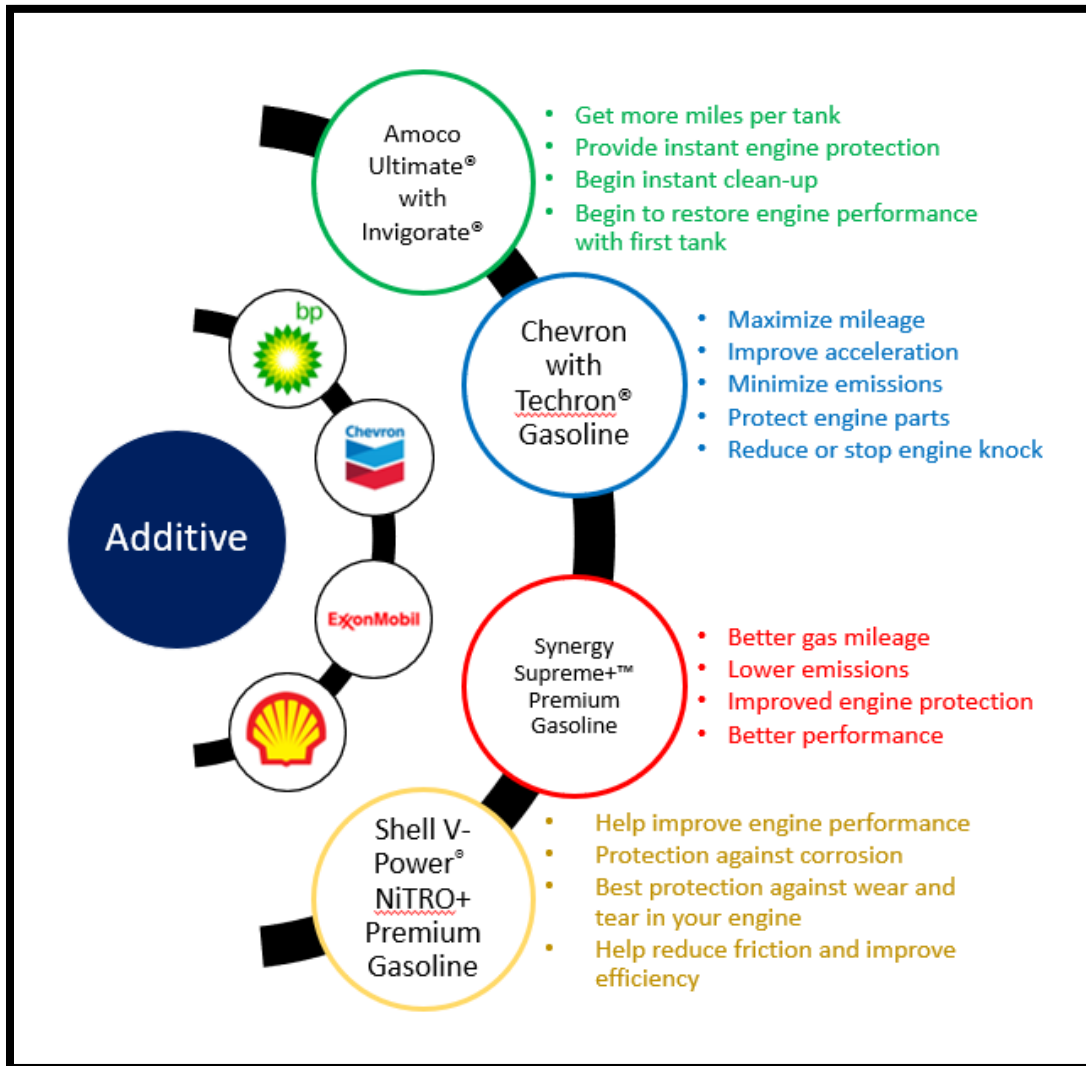 Amoco
Ultimate®
with
Invigorate®
• Get more miles per tank
• Provide instant engine protection
• Begin instant clean-up
• Begin to restore engine performance
with first tank
bp
Chevron
with
Techron®
Gasoline
• Maximize mileage
• Improve acceleration
• Minimize emissions
• Protect engine parts
• Reduce or stop engine knock
Chevron
Additive
ExxonMobil
Synergy
Supreme+™
Premium
Gasoline
• Better gas mileage
• Lower emissions
• Improved engine protection
• Better performance
Shell V-
Power®
NiTRO+
Premium
Gasoline
• Help improve engine performance
• Protection against corrosion
• Best protection against wear and
tear in your engine
• Help reduce friction and improve
efficiency